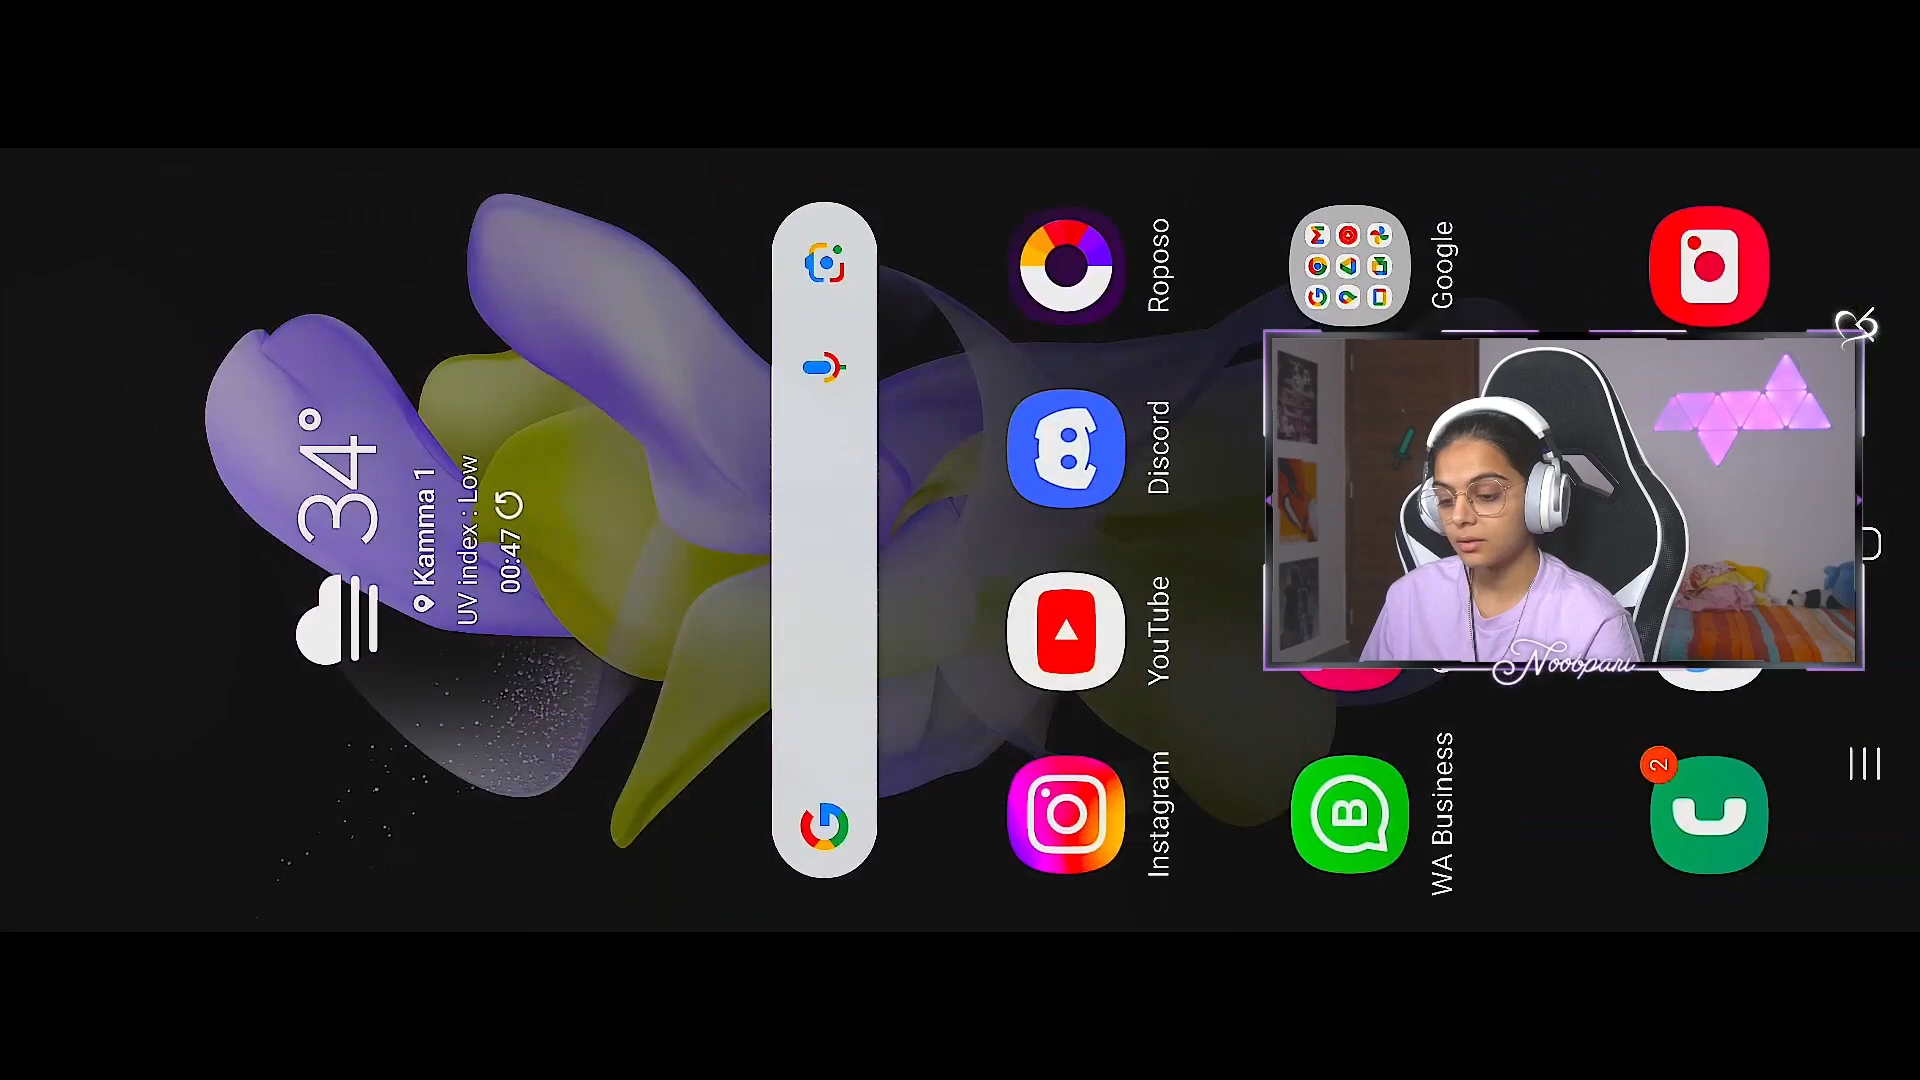 34°
Kamma 1
UV index : Low
00:47
Roposo
Discord
YouTube
Instagram
Google
WA Business
B
2
Noobpari